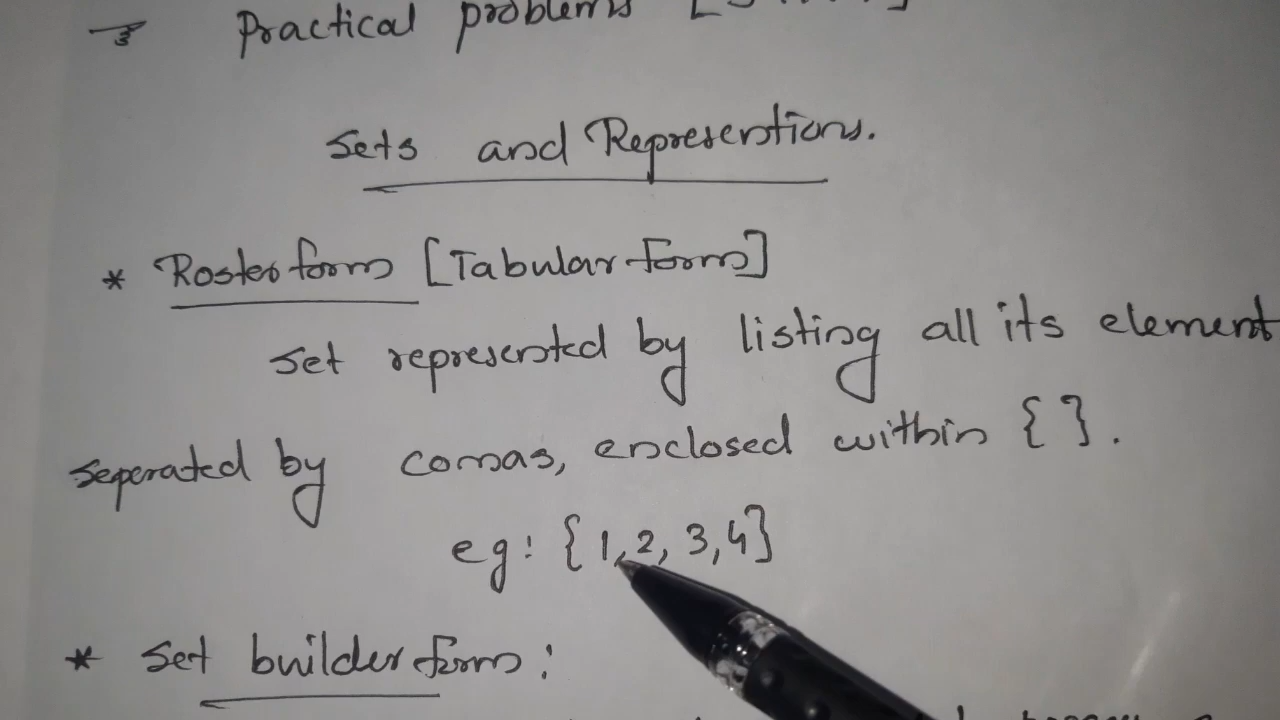 → Practical problems [
Sets and Represerstions.
* Roster form [Tabular form]
Set represented by listing all its element
seperated by comas, enclosed within { }.
eg: {1,2,3,4}
* Set builder form: